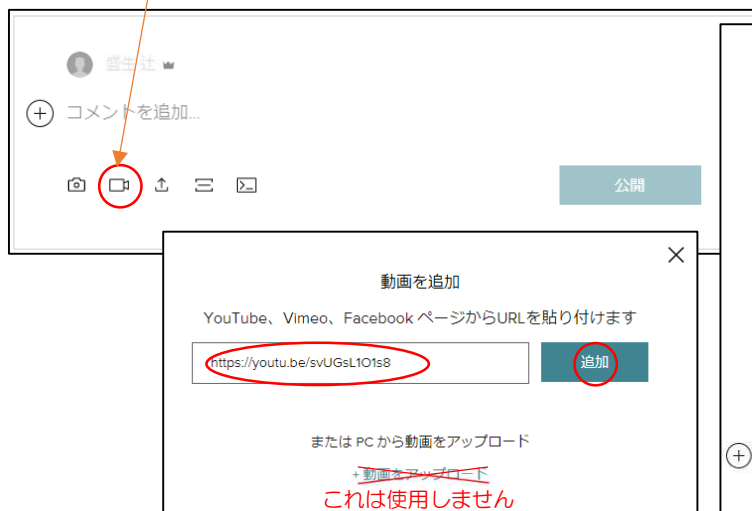 盛生 辻
コメントを追加...
公開
動画を追加
YouTube、Vimeo、Facebook ページからURLを貼り付けます
https://youtu.be/svUGsL1O1s8
追加
または PC から動画をアップロード
+ 動画をアップロード
これは使用しません